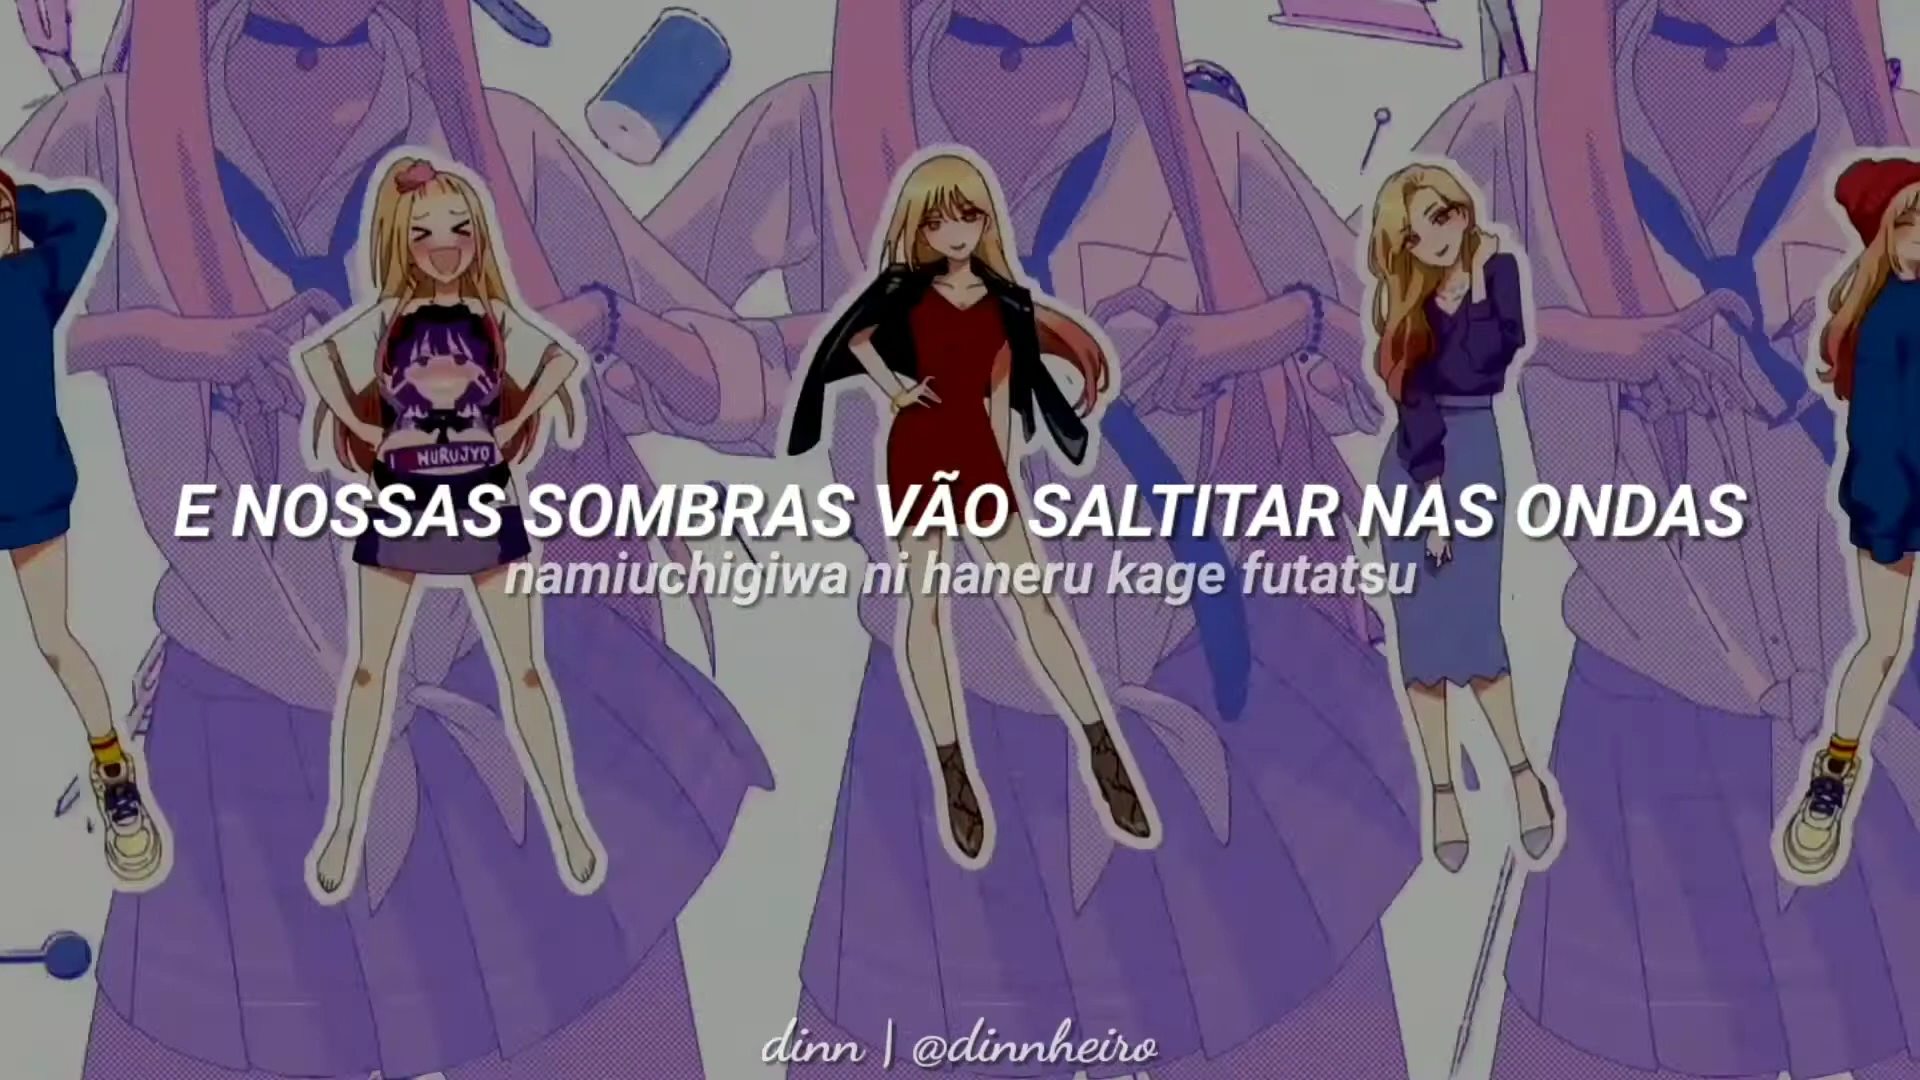 I NURUJYO
E NOSSAS SOMBRAS VÃO SALTITAR NAS ONDAS
namiuchigiwa ni haneru kage futatsu
dinn | @dinnheiro